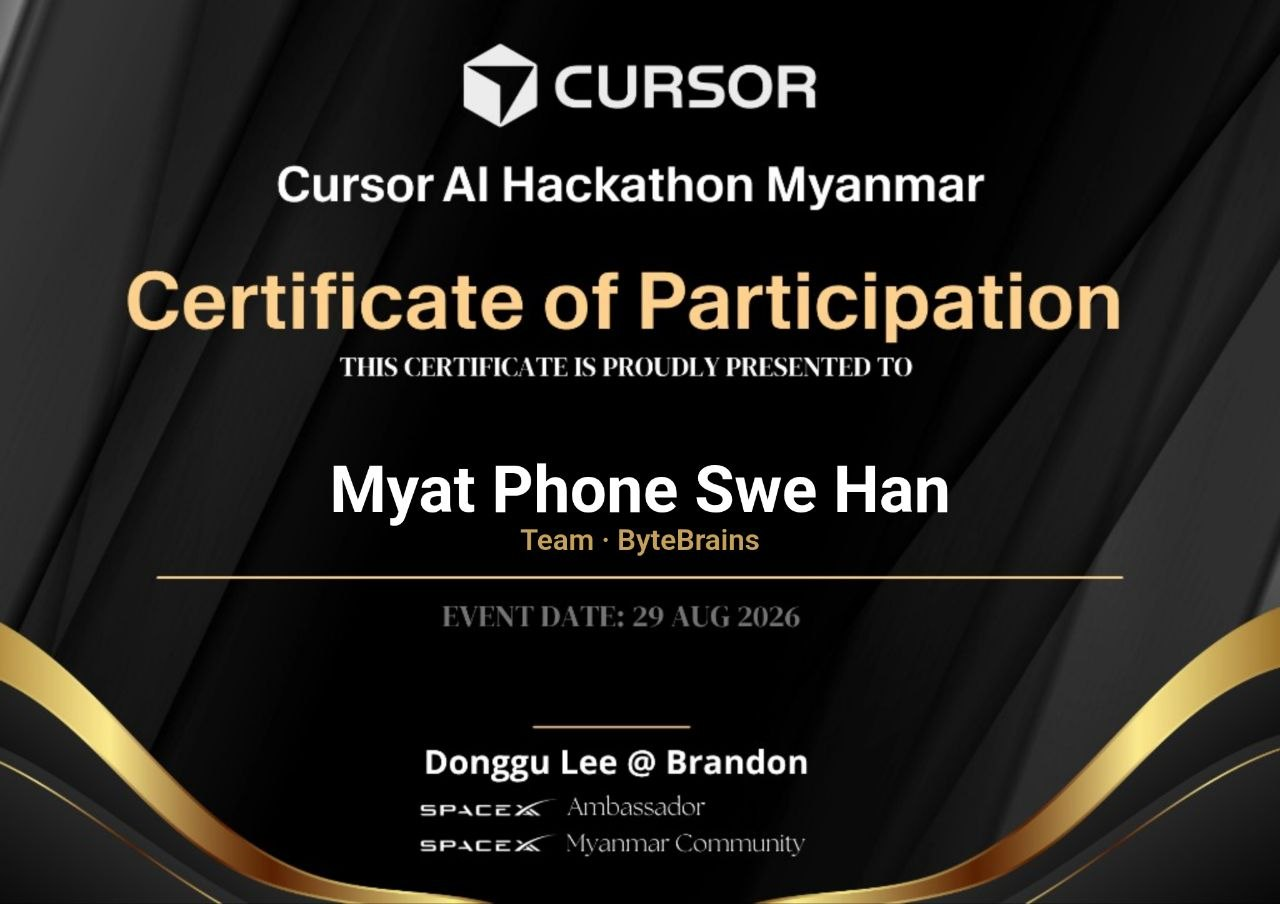 CURSOR
Cursor AI Hackathon Myanmar
Certificate of Participation
THIS CERTIFICATE IS PROUDLY PRESENTED TO
Myat Phone Swe Han
Team · ByteBrains
EVENT DATE: 29 AUG 2026
Donggu Lee @ Brandon
SPACEX Ambassador
SPACEX Myanmar Community